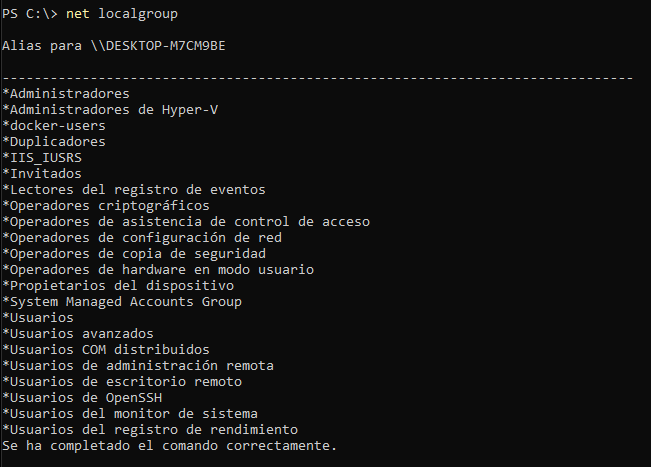 PS C:\> net localgroup
Alias para \\DESKTOP-M7CM9BE
-------------------------------------------------------------------------------
*Administradores
*Administradores de Hyper-V
*docker-users
*Duplicadores
*IIS_IUSRS
*Invitados
*Lectores del registro de eventos
*Operadores criptográficos
*Operadores de asistencia de control de acceso
*Operadores de configuración de red
*Operadores de copia de seguridad
*Operadores de hardware en modo usuario
*Propietarios del dispositivo
*System Managed Accounts Group
*Usuarios
*Usuarios avanzados
*Usuarios COM distribuidos
*Usuarios de administración remota
*Usuarios de escritorio remoto
*Usuarios de OpenSSH
*Usuarios del monitor de sistema
*Usuarios del registro de rendimiento
Se ha completado el comando correctamente.